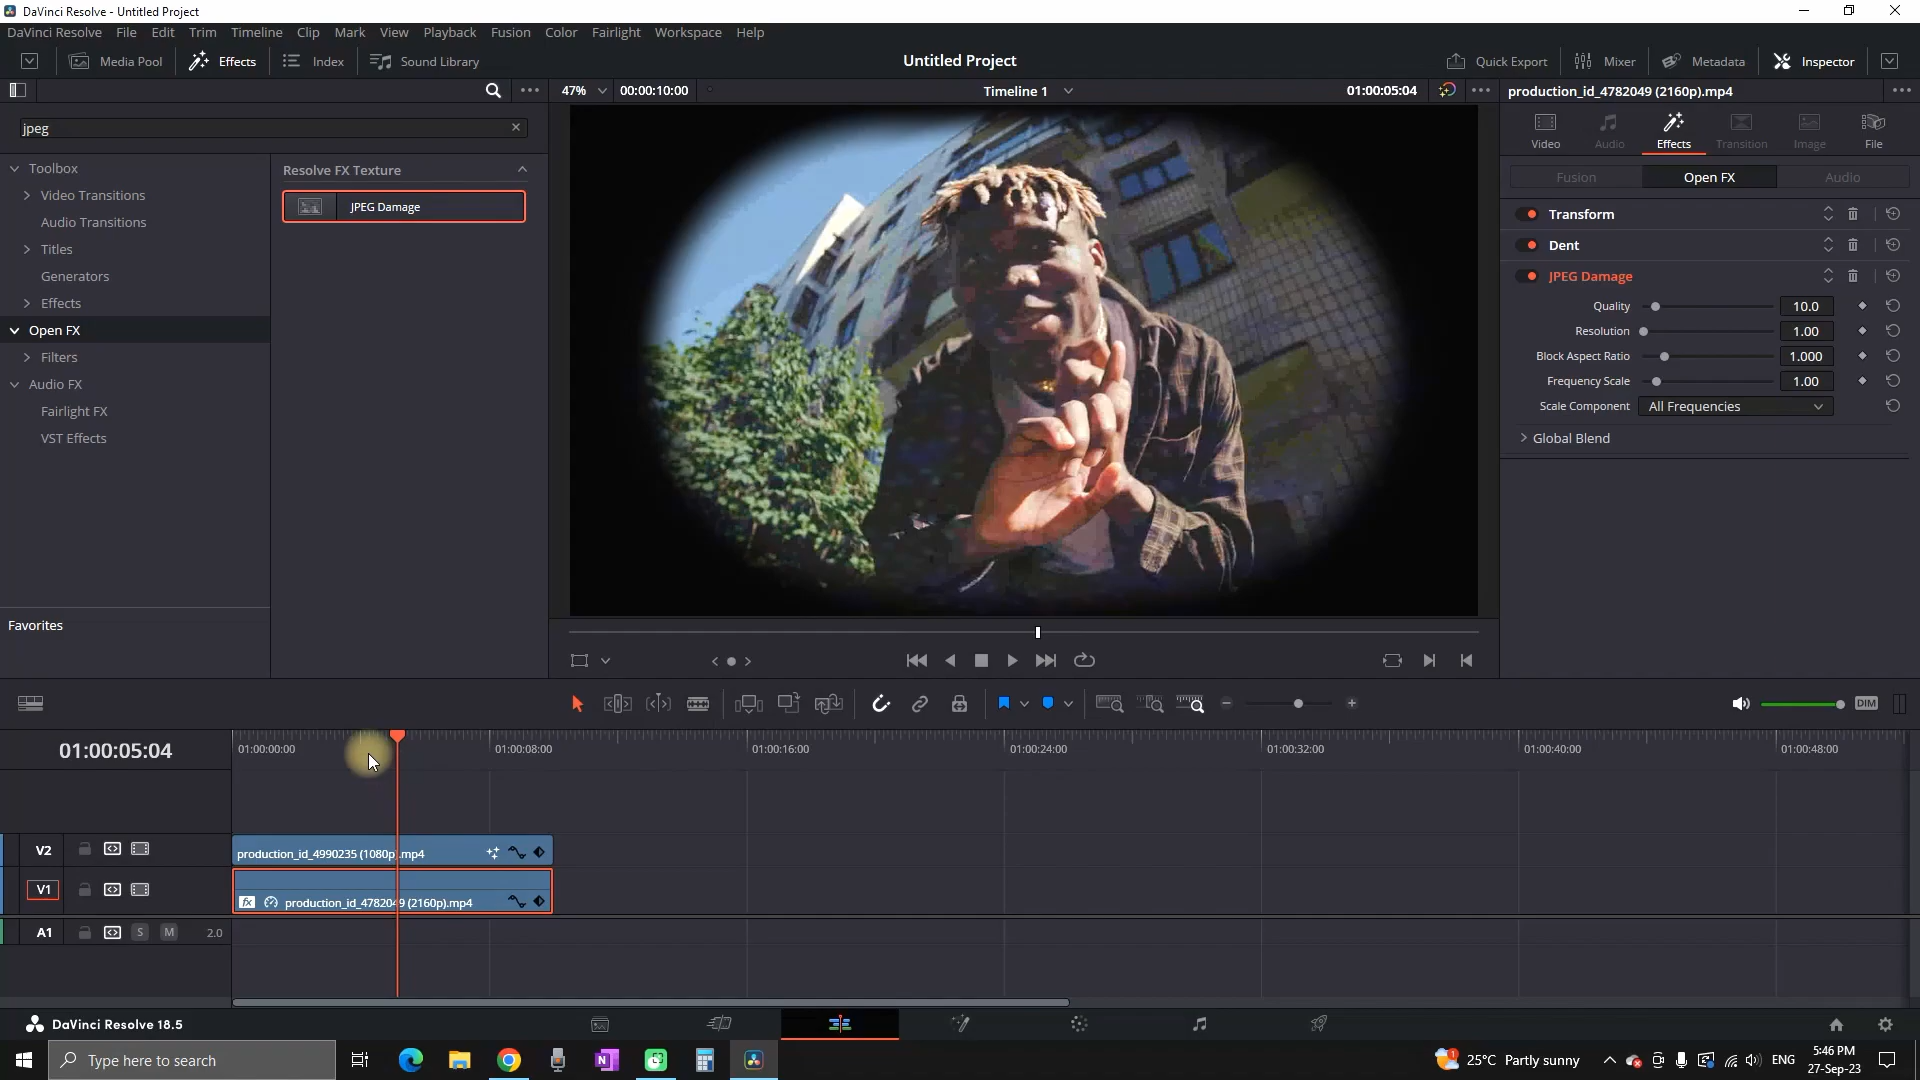 DaVinci Resolve - Untitled Project
DaVinci Resolve File Edit Trim Timeline Clip Mark View Playback Fusion Color Fairlight Workspace Help
Media Pool Effects Index Sound Library Untitled Project Quick Export Mixer Metadata Inspector
47% 00:00:10:00 Timeline 1 01:00:05:04 production_id_4782049 (2160p).mp4
jpeg
Video Audio Effects Transition Image File
Toolbox
Video Transitions
Audio Transitions
Titles
Generators
Effects
Open FX
Filters
Audio FX
Fairlight FX
VST Effects
Favorites
Resolve FX Texture
JPEG Damage
Fusion Open FX Audio
Transform
Dent
JPEG Damage
Quality 10.0
Resolution 1.00
Block Aspect Ratio 1.000
Frequency Scale 1.00
Scale Component All Frequencies
Global Blend
DIM
01:00:05:04 01:00:00:00 01:00:08:00 01:00:16:00 01:00:24:00 01:00:32:00 01:00:40:00 01:00:48:00
V2 production_id_4990235 (1080p).mp4
V1 fx production_id_4782049 (2160p).mp4
A1 S M 2.0
DaVinci Resolve 18.5
Type here to search
N
1
25°C Partly sunny
ENG
5:46 PM
27-Sep-23